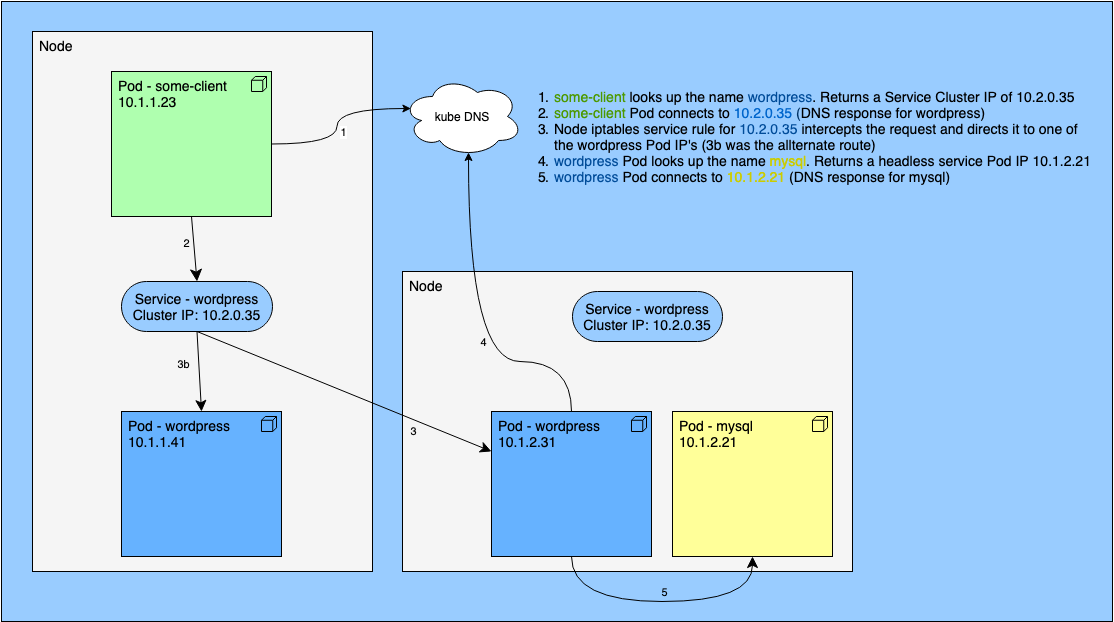 Node
Pod - some-client
10.1.1.23
1
kube DNS
1. some-client looks up the name wordpress. Returns a Service Cluster IP of 10.2.0.35
2. some-client Pod connects to 10.2.0.35 (DNS response for wordpress)
3. Node iptables service rule for 10.2.0.35 intercepts the request and directs it to one of
the wordpress Pod IP's (3b was the allternate route)
4. wordpress Pod looks up the name mysql. Returns a headless service Pod IP 10.1.2.21
5. wordpress Pod connects to 10.1.2.21 (DNS response for mysql)
2
Service - wordpress
Cluster IP: 10.2.0.35
3b
Pod - wordpress
10.1.1.41
3
Node
Service - wordpress
Cluster IP: 10.2.0.35
4
Pod - wordpress
10.1.2.31
Pod - mysql
10.1.2.21
5